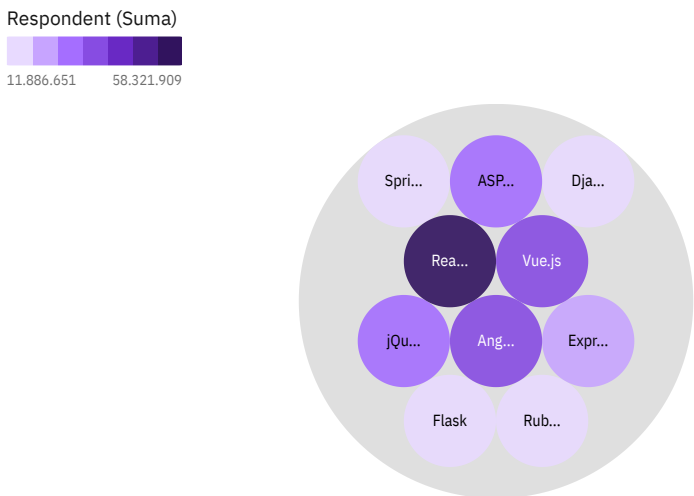 Respondent (Suma)
11.886.651 58.321.909
Spri... ASP... Dja...
Rea... Vue.js
jQu... Ang... Expr...
Flask Rub...